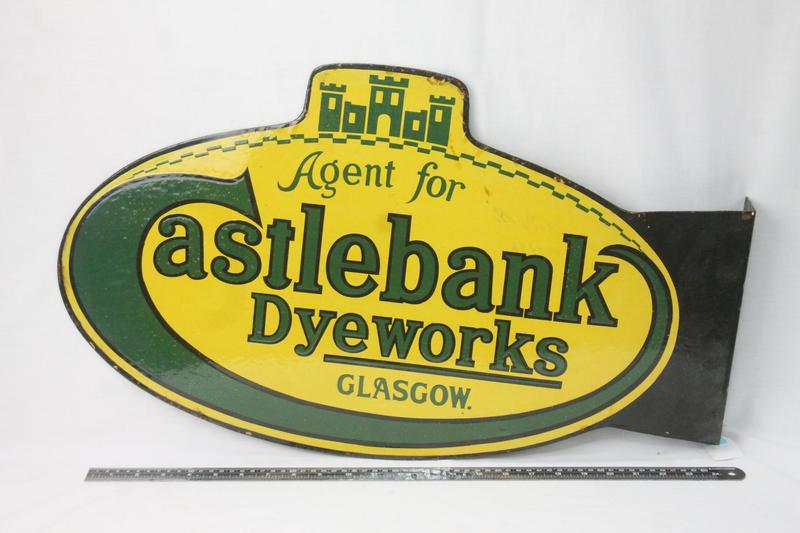 Agent for
Castlebank
Dyeworks
GLASGOW.